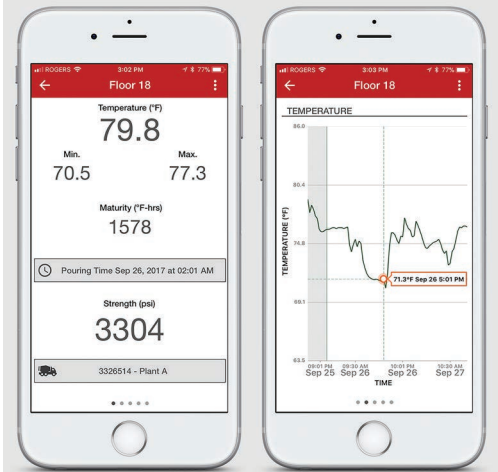 ROGERS 3:02 PM 77%
Floor 18
Temperature (°F)
79.8
Min. Max.
70.5 77.3
Maturity (°F-hrs)
1578
Pouring Time Sep 26, 2017 at 02:01 AM
Strength (psi)
3304
3326514 - Plant A
ROGERS 3:03 PM 77%
Floor 18
TEMPERATURE
86.0
80.4
74.8
69.1
63.5
TEMPERATURE (°F)
71.3°F Sep 26 5:01 PM
09:01 PM 09:30 AM 10:01 PM 10:30 AM
Sep 25 Sep 26 Sep 26 Sep 27
TIME